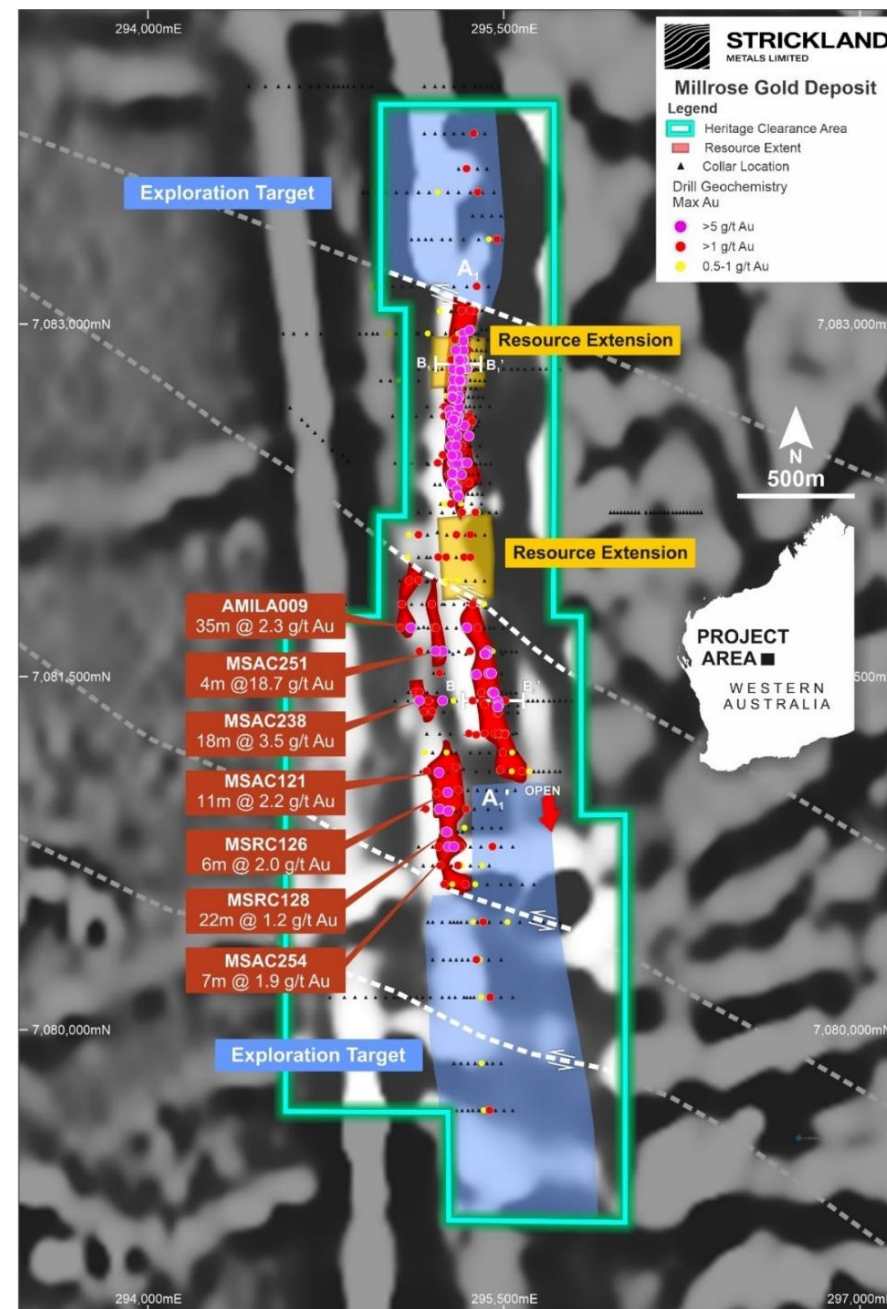 294,000mE
295,500mE
STRICKLAND
METALS LIMITED
Millrose Gold Deposit
Legend
Heritage Clearance Area
Resource Extent
Collar Location
Drill Geochemistry
Max Au
>5 g/t Au
>1 g/t Au
0.5-1 g/t Au
Exploration Target
A₁
7,083,000mN
7,083,000mN
Resource Extension
B₁
B₁'
N
500m
Resource Extension
AMILA009
35m @ 2.3 g/t Au
PROJECT
AREA
WESTERN
AUSTRALIA
MSAC251
4m @18.7 g/t Au
7,081,500mN
B
B'
MSAC238
18m @ 3.5 g/t Au
MSAC121
11m @ 2.2 g/t Au
A₁'
OPEN
MSRC126
6m @ 2.0 g/t Au
MSRC128
22m @ 1.2 g/t Au
MSAC254
7m @ 1.9 g/t Au
7,080,000mN
7,080,000mN
Exploration Target
294,000mE
295,500mE
297,000mE